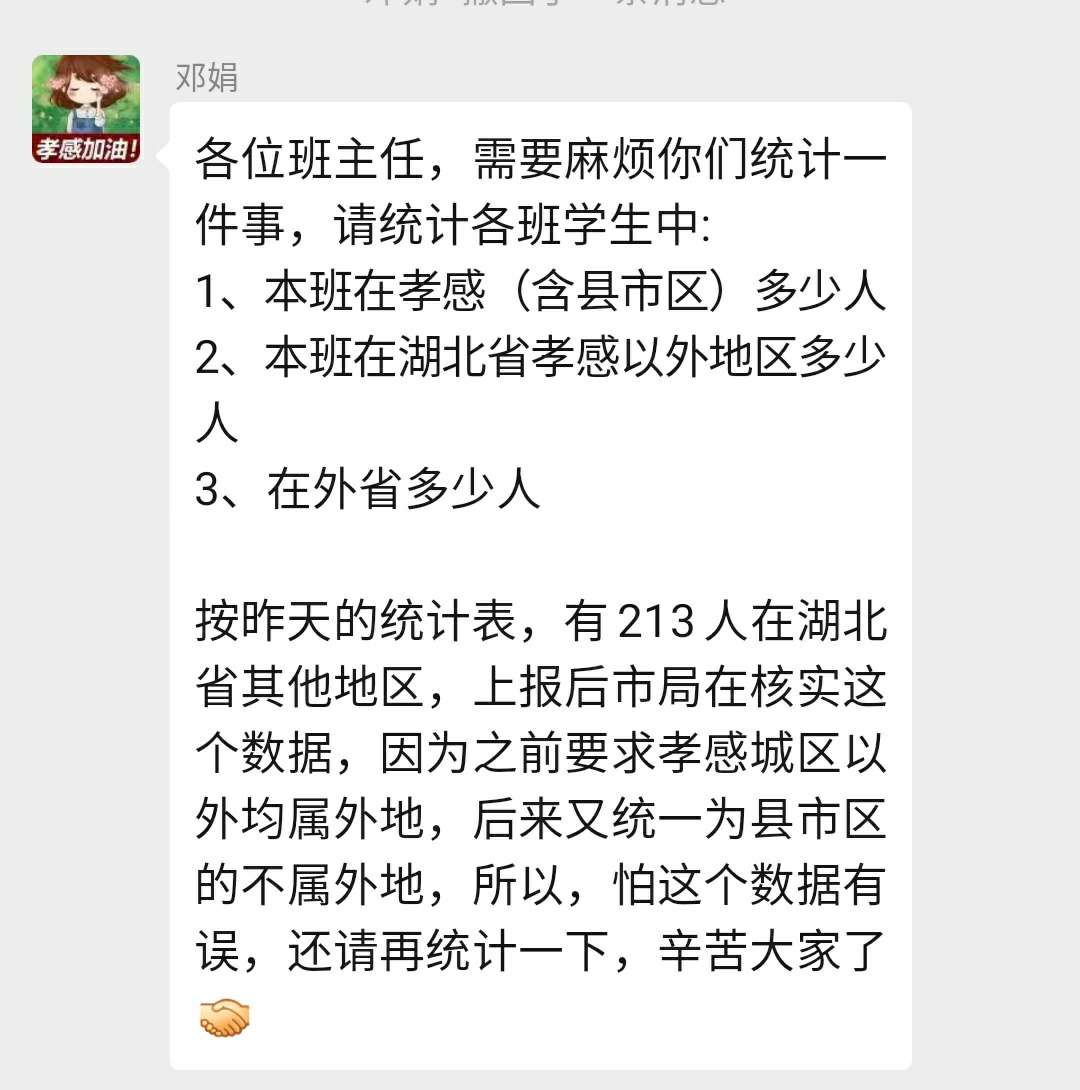 邓娟
孝感加油!
各位班主任，需要麻烦你们统计一
件事，请统计各班学生中:
1、本班在孝感（含县市区）多少人
2、本班在湖北省孝感以外地区多少
人
3、在外省多少人
按昨天的统计表，有213人在湖北
省其他地区，上报后市局在核实这
个数据，因为之前要求孝感城区以
外均属外地，后来又统一为县市区
的不属外地，所以，怕这个数据有
误，还请再统计一下，辛苦大家了